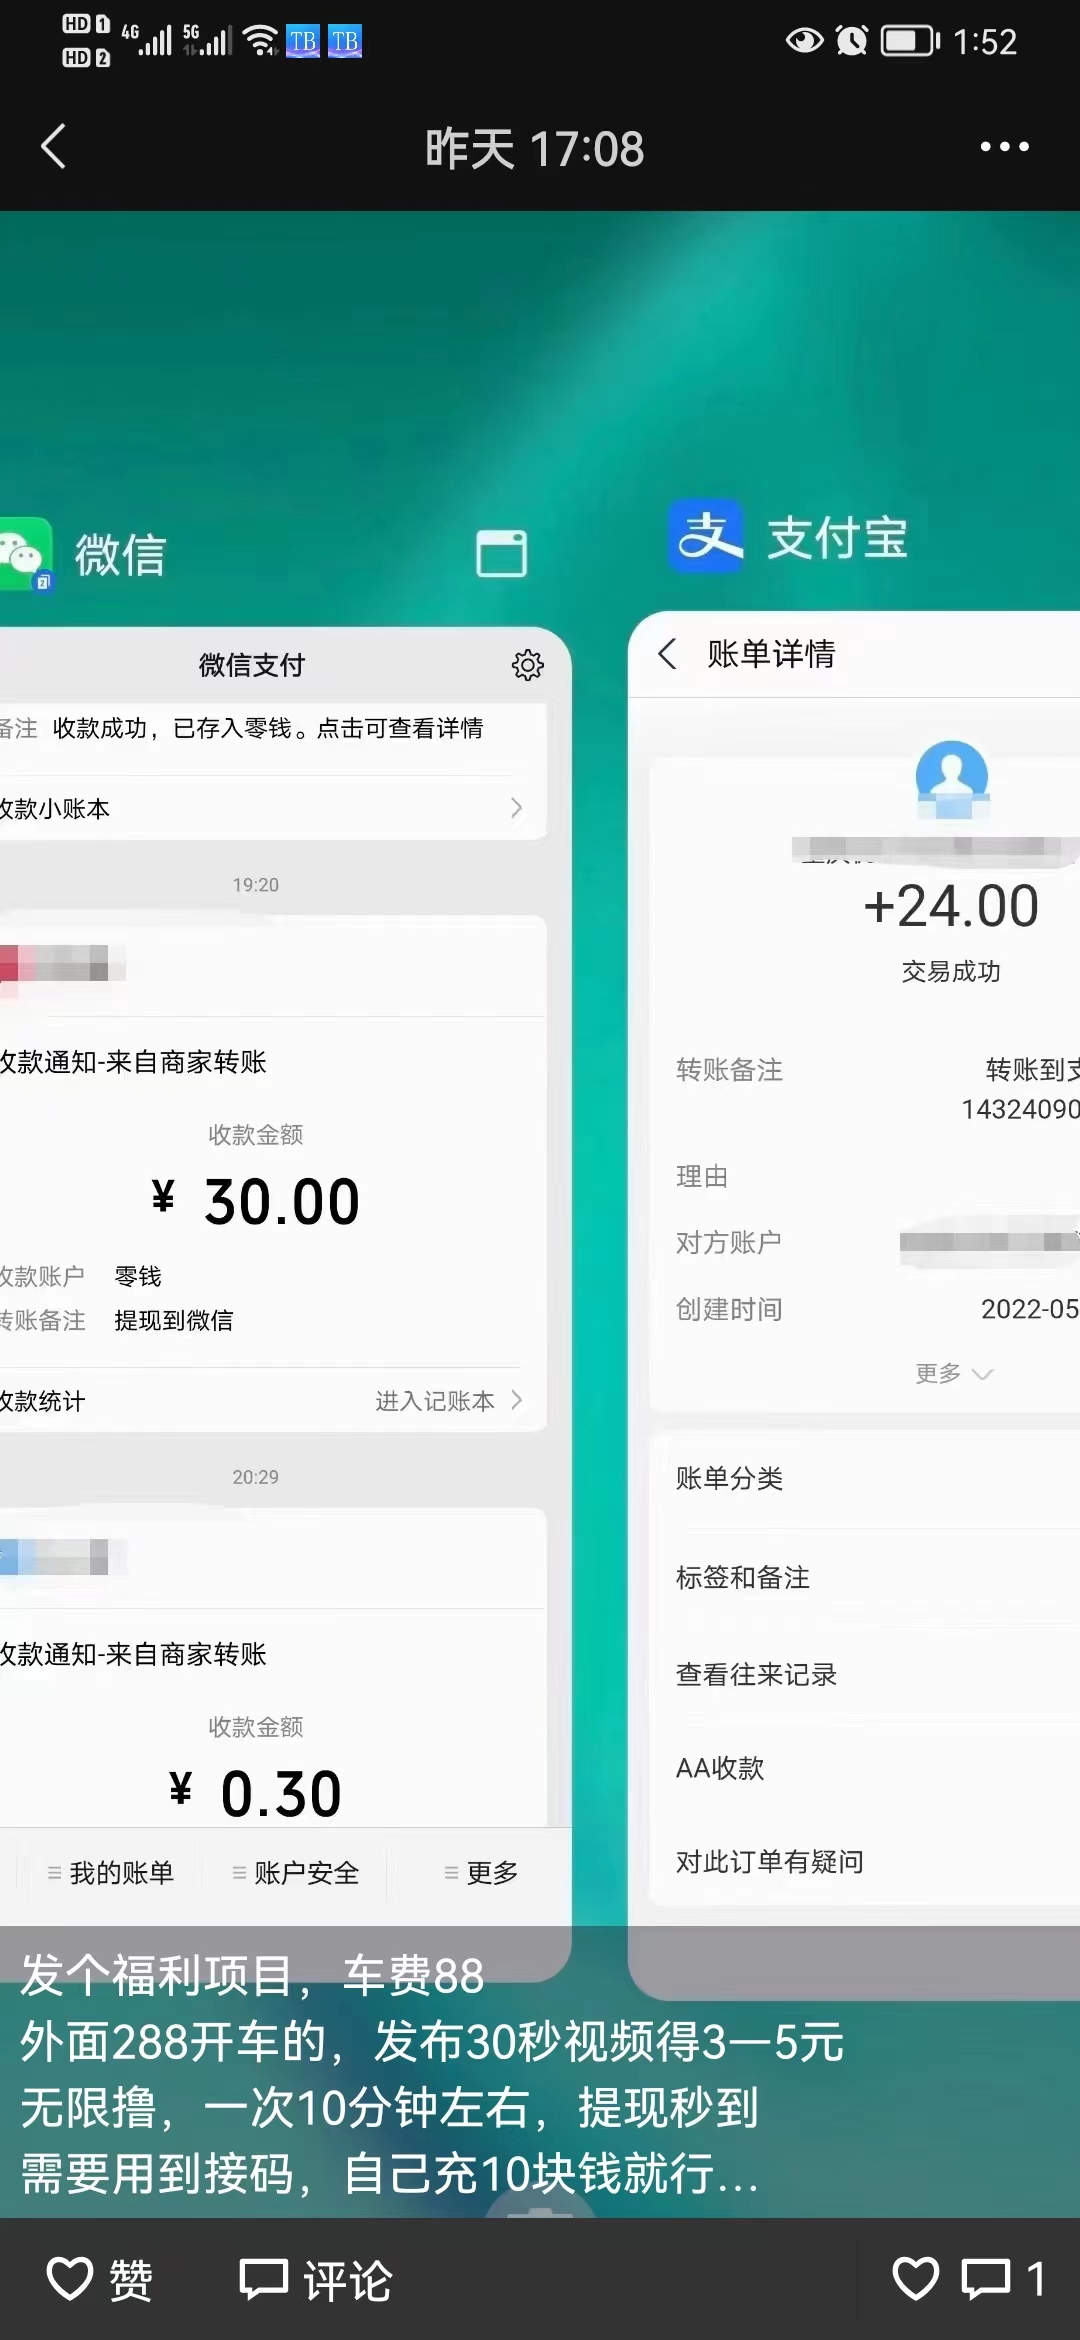 HD 1 4G 5G TB TB 1:52
HD 2
昨天 17:08
微信
微信支付
备注 收款成功，已存入零钱。点击可查看详情
收款小账本
19:20
收款通知-来自商家转账
收款金额
¥ 30.00
收款账户 零钱
转账备注 提现到微信
收款统计 进入记账本
20:29
收款通知-来自商家转账
收款金额
¥ 0.30
我的账单 账户安全 更多
支付宝
账单详情
+24.00
交易成功
转账备注 转账到支
14324090
理由
对方账户
创建时间 2022-05
更多
账单分类
标签和备注
查看往来记录
AA收款
对此订单有疑问
发个福利项目，车费88
外面288开车的，发布30秒视频得3一5元
无限撸，一次10分钟左右，提现秒到
需要用到接码，自己充10块钱就行...
赞 评论 1